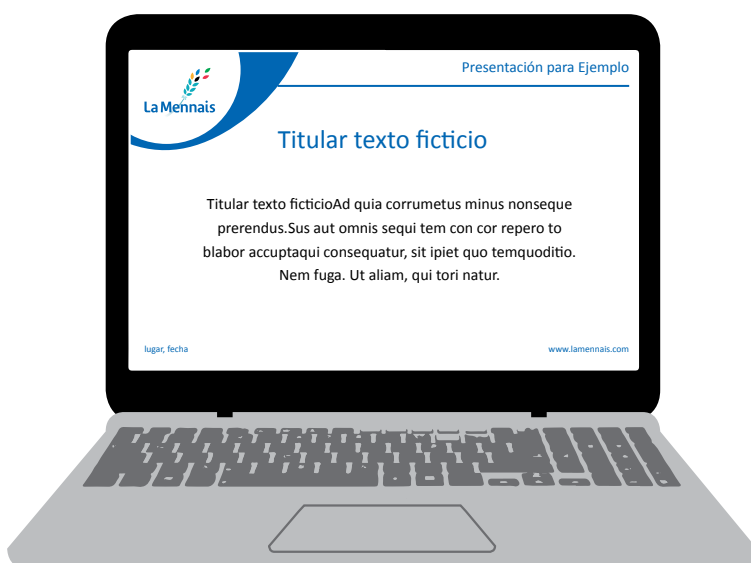 Presentación para Ejemplo
La Mennais
Titular texto ficticio
Titular texto ficticioAd quia corrumetus minus nonseque
prerendus.Sus aut omnis sequi tem con cor repero to
blabor accuptaqui consequatur, sit ipiet quo temquoditio.
Nem fuga. Ut aliam, qui tori natur.
lugar, fecha
www.lamennais.com